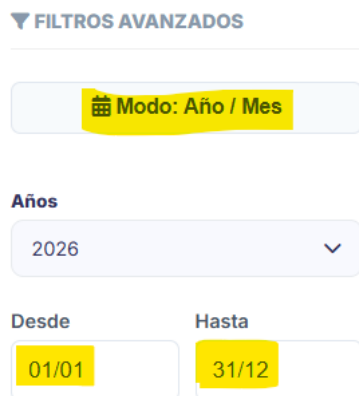 FILTROS AVANZADOS
Modo: Año / Mes
Años
2026
Desde Hasta
01/01 31/12